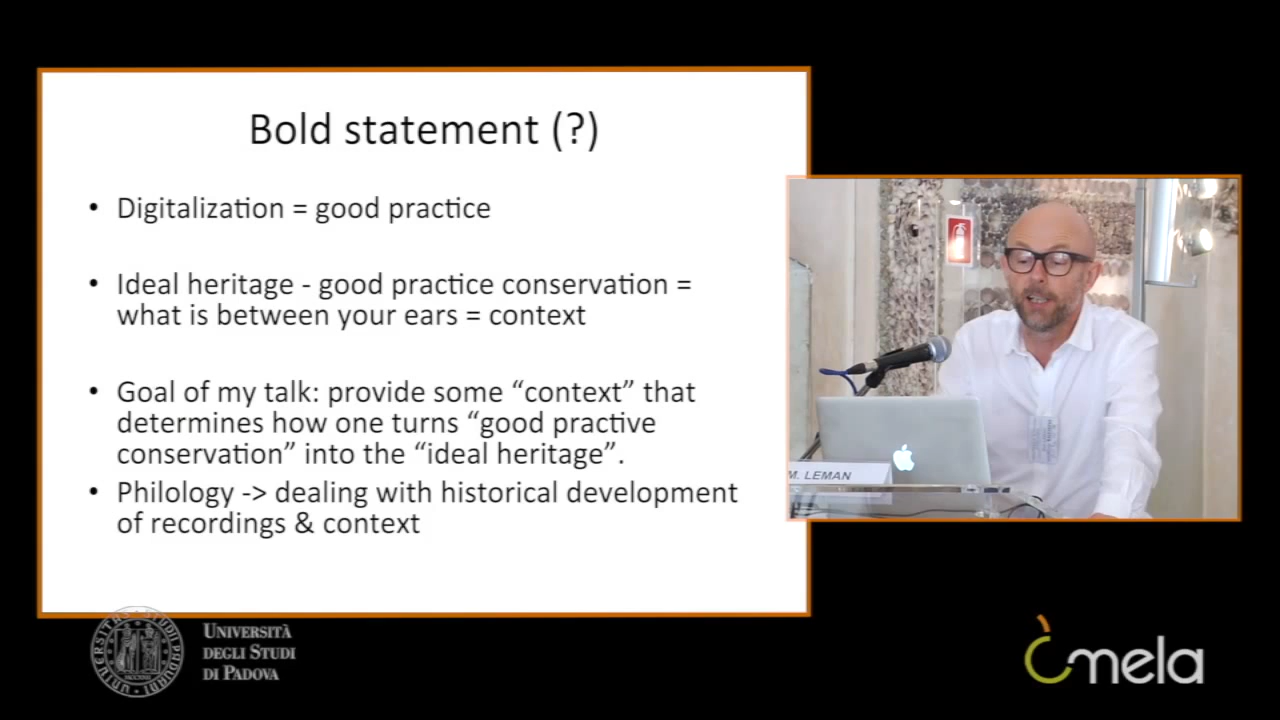 Bold statement (?)
• Digitalization = good practice
• Ideal heritage - good practice conservation =
what is between your ears = context
• Goal of my talk: provide some “context” that
determines how one turns “good practive
conservation” into the “ideal heritage”.
• Philology -> dealing with historical development
of recordings & context
M. LEMAN
UNIVERSITÀ
DEGLI STUDI
DI PADOVA
mela